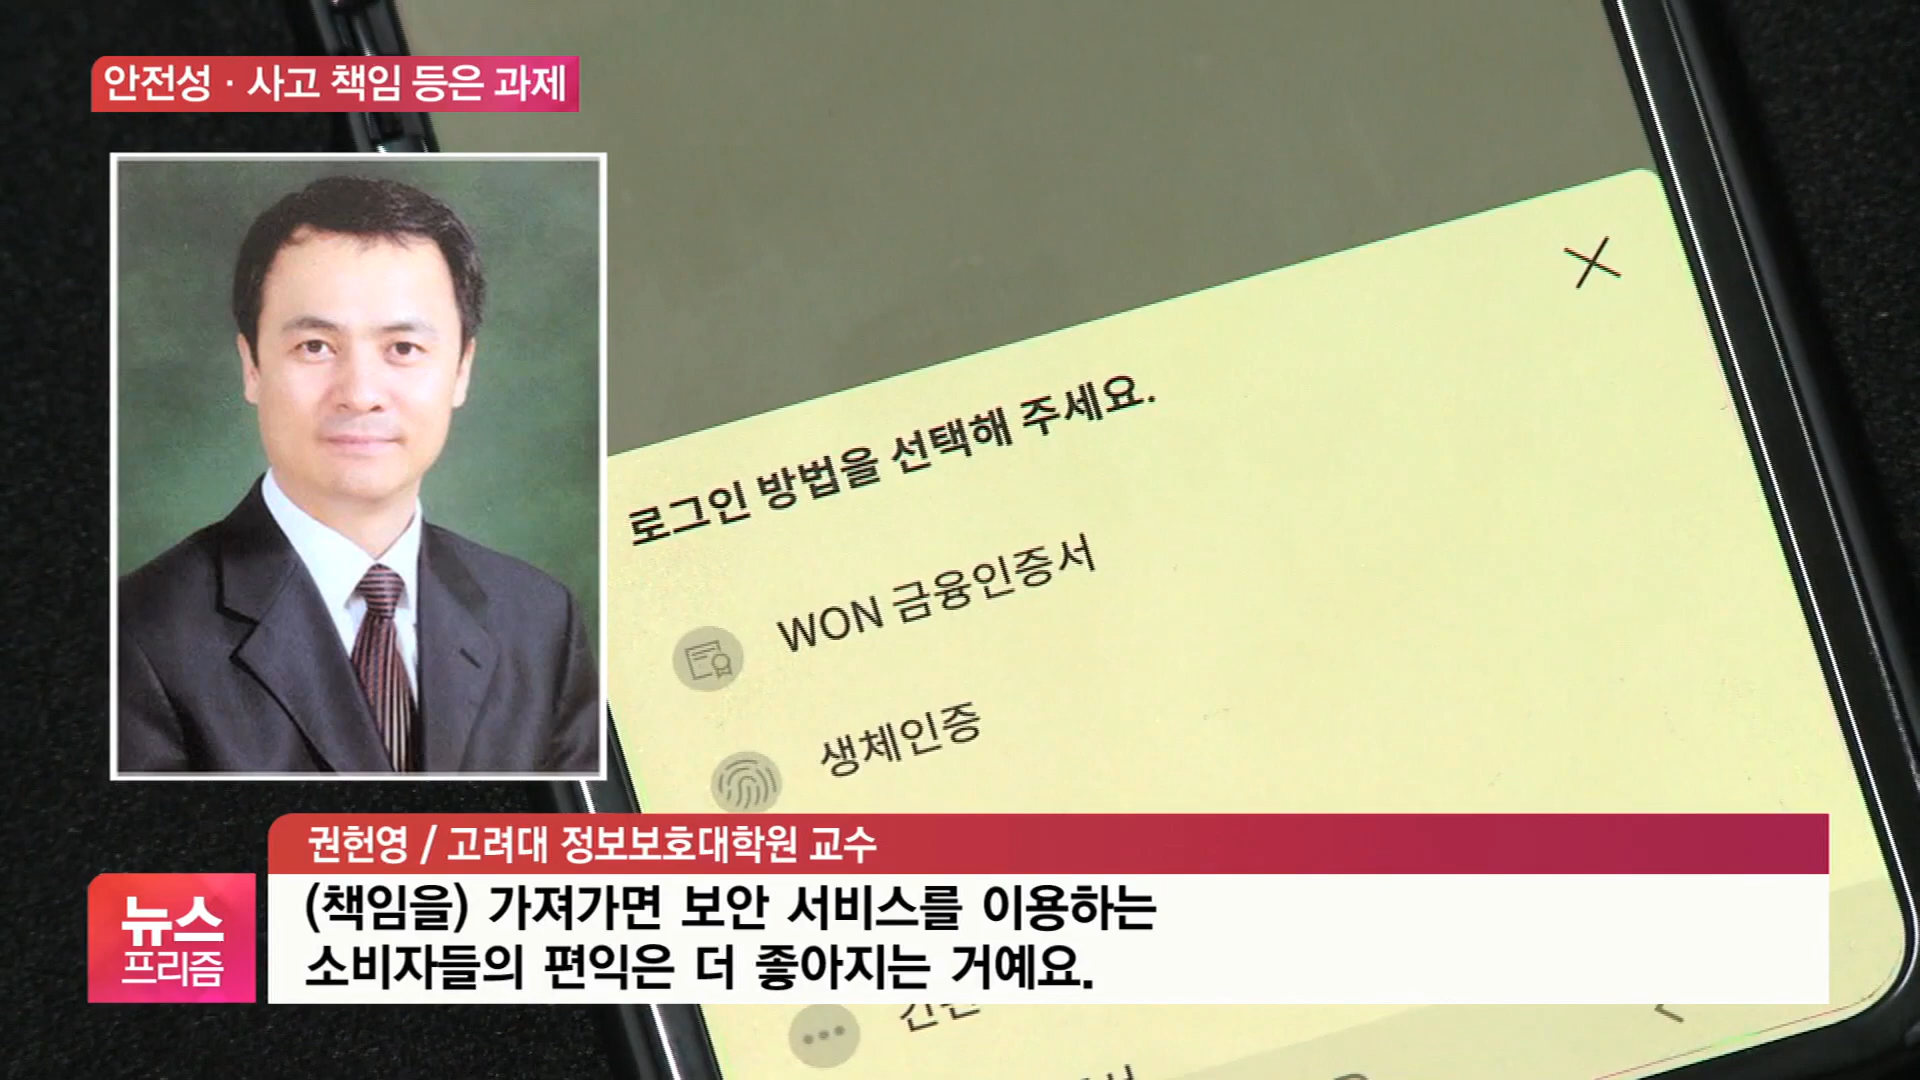 안전성 · 사고 책임 등은 과제
로그인 방법을 선택해 주세요.
WON 금융인증서
생체인증
권헌영 / 고려대 정보보호대학원 교수
(책임을) 가져가면 보안 서비스를 이용하는
소비자들의 편익은 더 좋아지는 거예요.
뉴스
프리즘